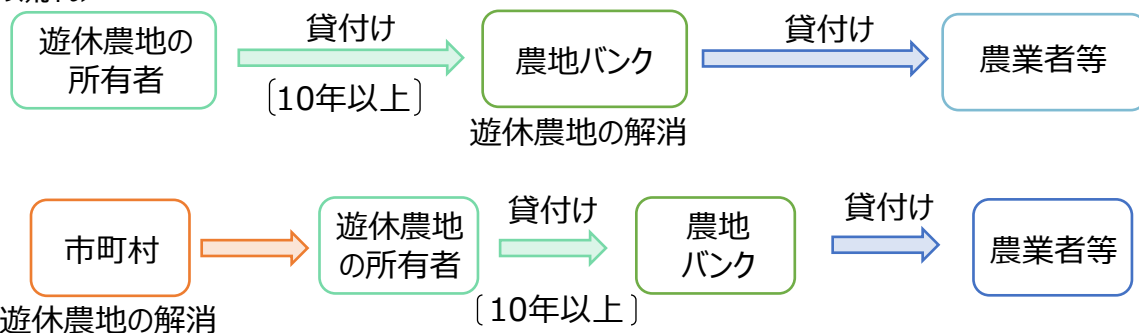 遊休農地の
所有者
貸付け
〔10年以上〕
農地バンク
遊休農地の解消
貸付け
農業者等
市町村
遊休農地の解消
遊休農地
の所有者
貸付け
〔10年以上〕
農地
バンク
貸付け
農業者等